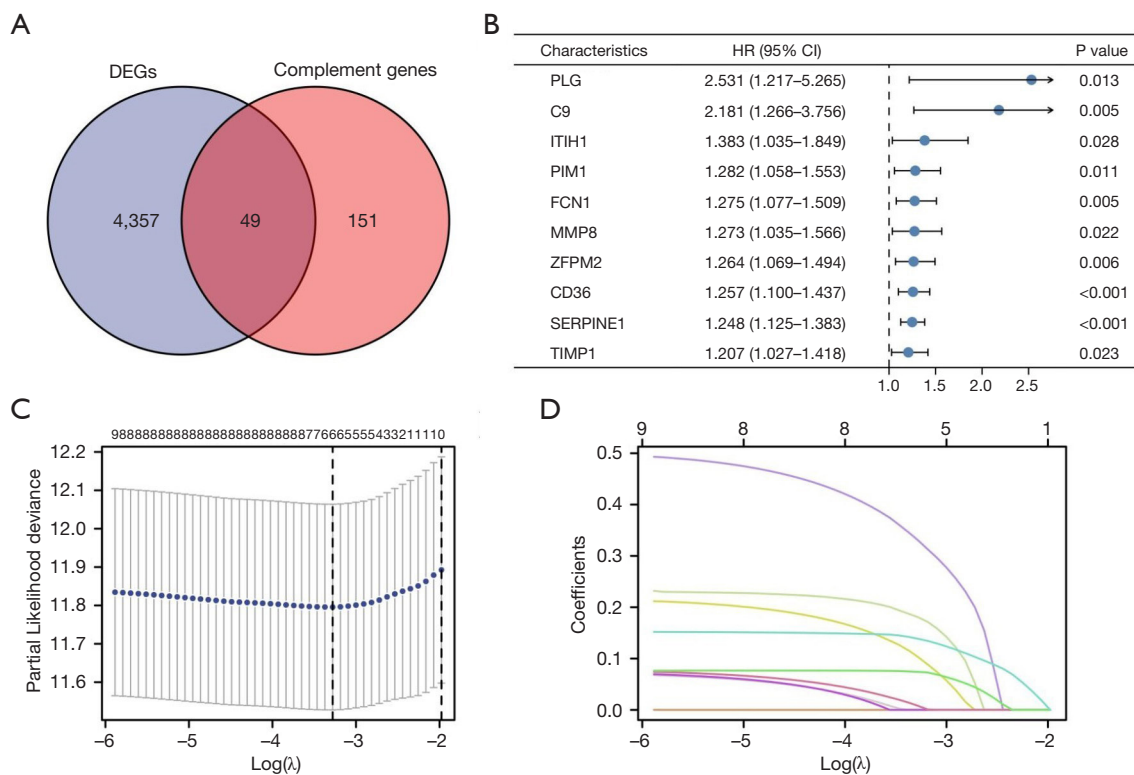 A
DEGs
Complement genes
4,357
49
151
B
Characteristics HR (95% CI) P value
PLG 2.531 (1.217–5.265) 0.013
C9 2.181 (1.266–3.756) 0.005
ITIH1 1.383 (1.035–1.849) 0.028
PIM1 1.282 (1.058–1.553) 0.011
FCN1 1.275 (1.077–1.509) 0.005
MMP8 1.273 (1.035–1.566) 0.022
ZFPM2 1.264 (1.069–1.494) 0.006
CD36 1.257 (1.100–1.437) <0.001
SERPINE1 1.248 (1.125–1.383) <0.001
TIMP1 1.207 (1.027–1.418) 0.023
1.0 1.5 2.0 2.5
C
Partial Likelihood deviance
12.2
12.1
12.0
11.9
11.8
11.7
11.6
–6 –5 –4 –3 –2
Log(λ)
D
9 8 8 5 1
Coefficients
0.5
0.4
0.3
0.2
0.1
0.0
–6 –5 –4 –3 –2
Log(λ)